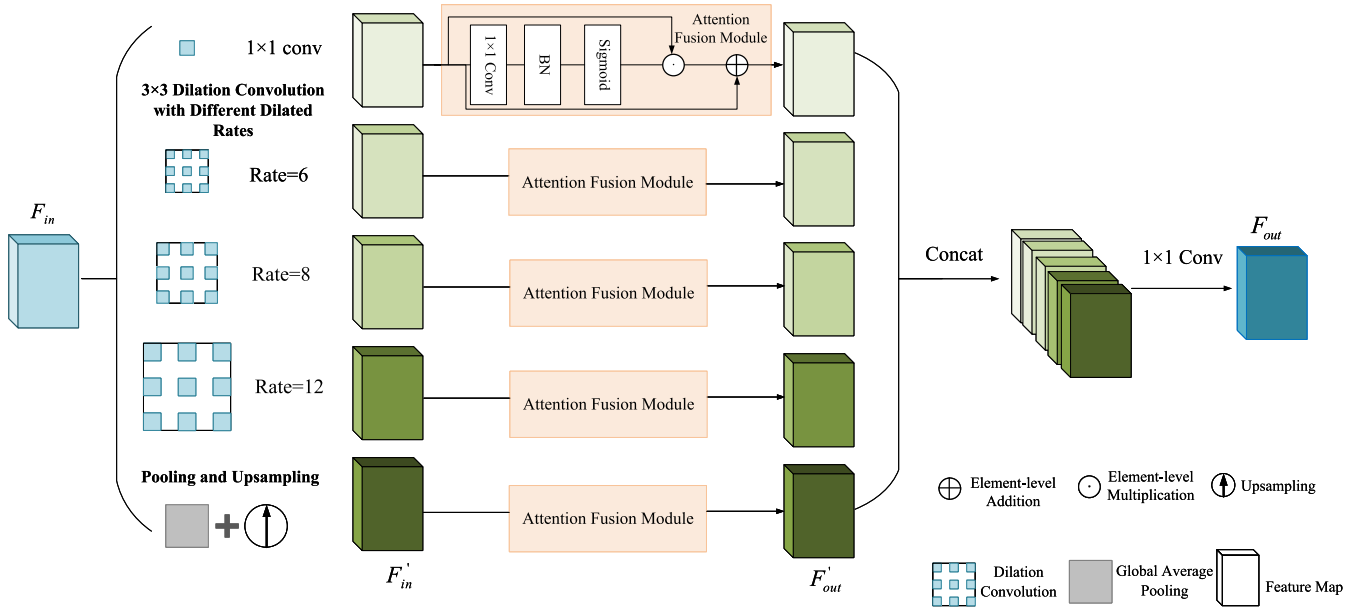 1×1 conv
3×3 Dilation Convolution
with Different Dilated
Rates
Rate=6
Rate=8
Rate=12
Pooling and Upsampling
F_in
F'_in
1×1 Conv
BN
Sigmoid
Attention
Fusion Module
Attention Fusion Module
Attention Fusion Module
Attention Fusion Module
Attention Fusion Module
F'_out
Concat
1×1 Conv
F_out
Element-level
Addition
Element-level
Multiplication
Upsampling
Dilation
Convolution
Global Average
Pooling
Feature Map